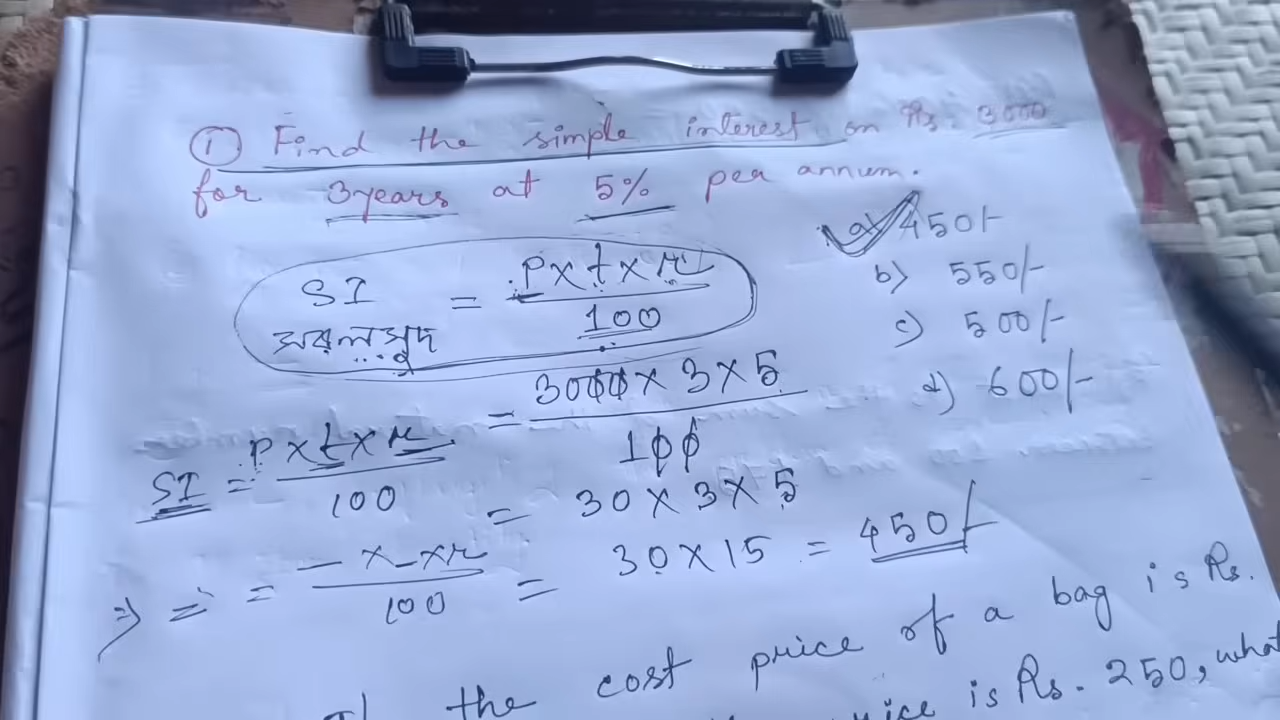 ① Find the simple interest on Rs. 3000
for 3years at 5% per annum.
a) 450/-
b) 550/-
c) 500/-
d) 600/-
SI = p×t×r / 100
সরলসুদ
= 3000 × 3 × 5 / 100
SI = p×t×r / 100
= 30 × 3 × 5
⇒ = = — × — × r / 100
= 30 × 15 = 450/-
the cost price of a bag is Rs.
is Rs. 250, what